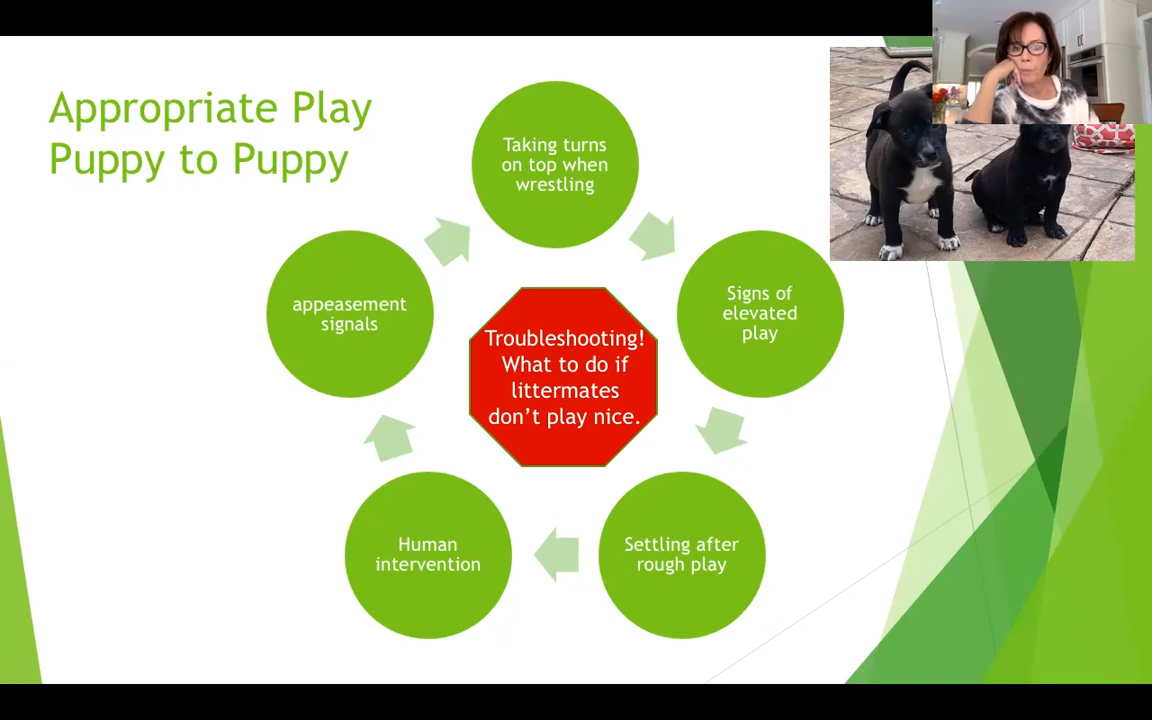 Appropriate Play
Puppy to Puppy
Taking turns
on top when
wrestling
Signs of
elevated
play
Settling after
rough play
Human
intervention
appeasement
signals
Troubleshooting!
What to do if
littermates
don’t play nice.